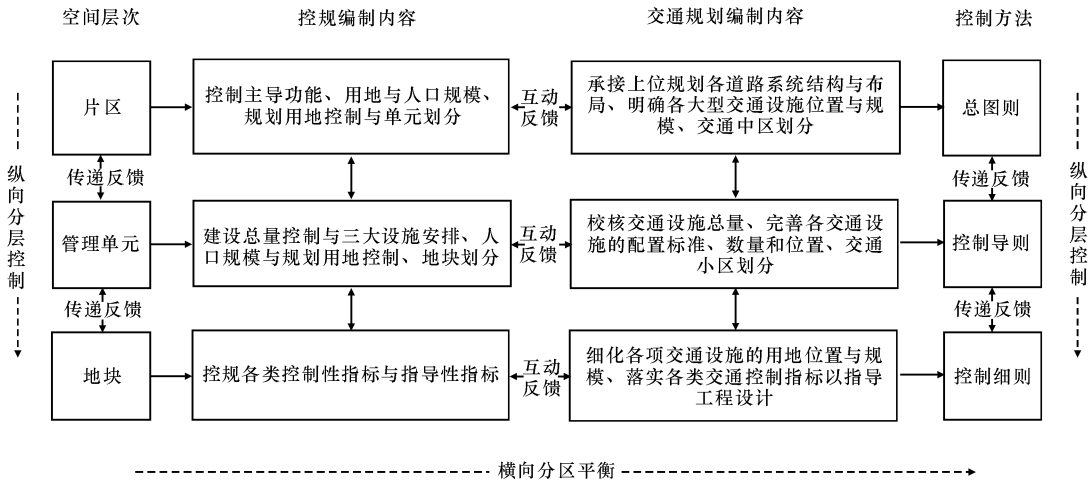 空间层次
控规编制内容
交通规划编制内容
控制方法
片区
控制主导功能、用地与人口规模、
规划用地控制与单元划分
互动
反馈
承接上位规划各道路系统结构与布
局、明确各大型交通设施位置与规
模、交通中区划分
总图则
传递反馈
传递反馈
纵向分层控制
纵向分层控制
管理单元
建设总量控制与三大设施安排、人
口规模与规划用地控制、地块划分
互动
反馈
校核交通设施总量、完善各交通设
施的配置标准、数量和位置、交通
小区划分
控制导则
传递反馈
传递反馈
地块
控规各类控制性指标与指导性指标
互动
反馈
细化各项交通设施的用地位置与规
模、落实各类交通控制指标以指导
工程设计
控制细则
横向分区平衡